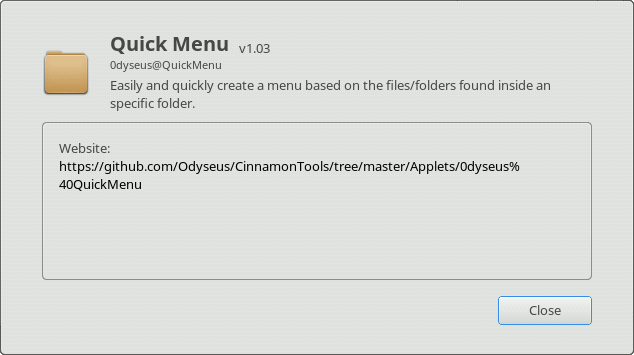 Quick Menu v1.03
0dyseus@QuickMenu
Easily and quickly create a menu based on the files/folders found inside an
specific folder.
Website:
https://github.com/Odyseus/CinnamonTools/tree/master/Applets/0dyseus%
40QuickMenu
Close